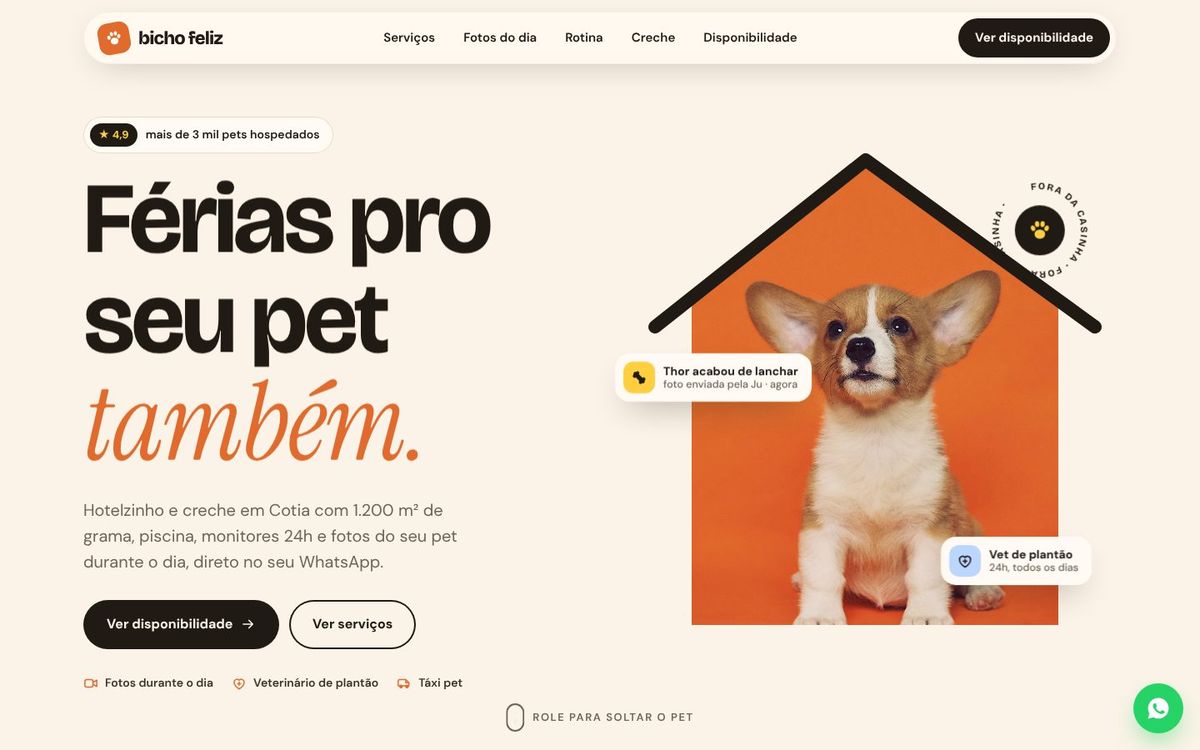 bicho feliz
Serviços
Fotos do dia
Rotina
Creche
Disponibilidade
Ver disponibilidade
★ 4,9
mais de 3 mil pets hospedados
Férias pro
seu pet
também.
Hotelzinho e creche em Cotia com 1.200 m² de
grama, piscina, monitores 24h e fotos do seu pet
durante o dia, direto no seu WhatsApp.
Ver disponibilidade →
Ver serviços
Fotos durante o dia
Veterinário de plantão
Táxi pet
FORA DA CASINHA · FORA
SINHA ·
Thor acabou de lanchar
foto enviada pela Ju · agora
Vet de plantão
24h, todos os dias
ROLE PARA SOLTAR O PET